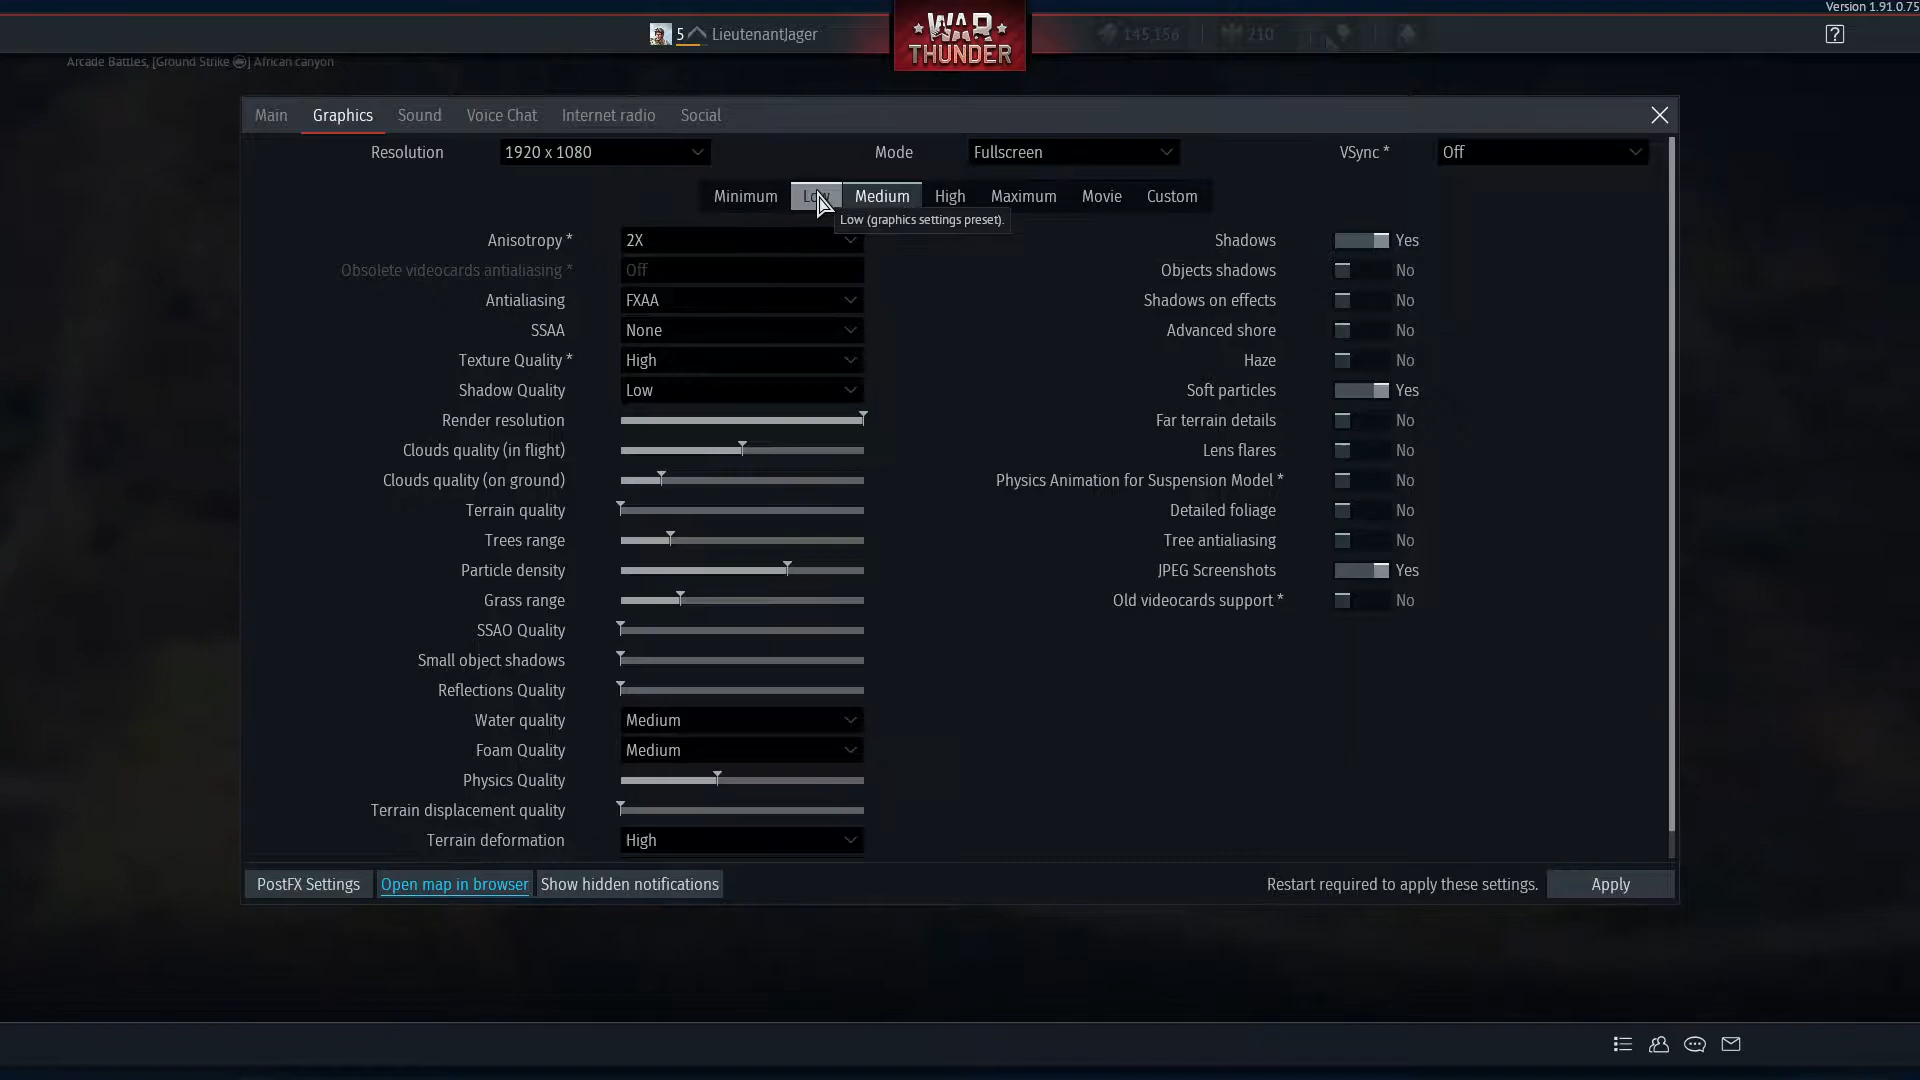 Version 1.91.0.75
5 LieutenantJager
WAR THUNDER
145,156 210
Arcade Battles, [Ground Strike] African canyon
Main Graphics Sound Voice Chat Internet radio Social
Resolution 1920 x 1080 Mode Fullscreen VSync * Off
Minimum Low Medium High Maximum Movie Custom
Low (graphics settings preset).
Anisotropy * 2X Shadows Yes
Obsolete videocards antialiasing * Off Objects shadows No
Antialiasing FXAA Shadows on effects No
SSAA None Advanced shore No
Texture Quality * High Haze No
Shadow Quality Low Soft particles Yes
Render resolution Far terrain details No
Clouds quality (in flight) Lens flares No
Clouds quality (on ground) Physics Animation for Suspension Model * No
Terrain quality Detailed foliage No
Trees range Tree antialiasing No
Particle density JPEG Screenshots Yes
Grass range Old videocards support * No
SSAO Quality
Small object shadows
Reflections Quality
Water quality Medium
Foam Quality Medium
Physics Quality
Terrain displacement quality
Terrain deformation High
PostFX Settings Open map in browser Show hidden notifications Restart required to apply these settings. Apply